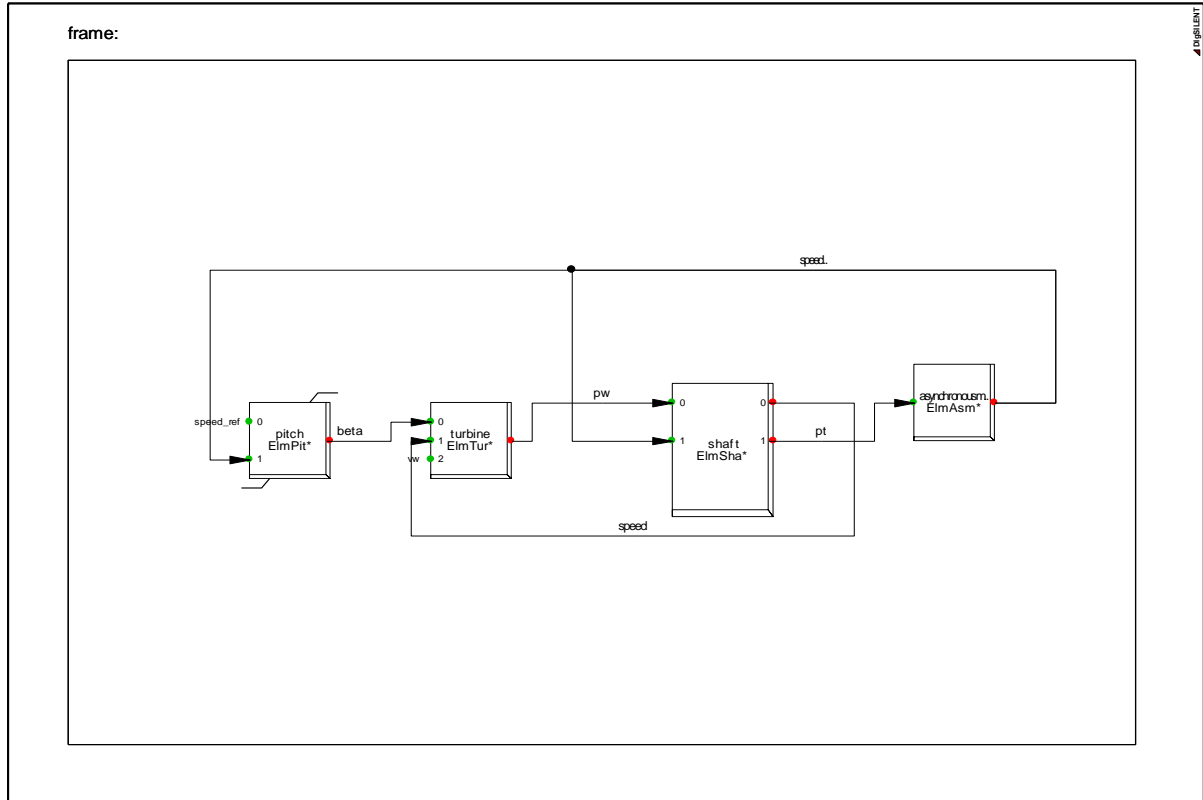 frame:
DIgSILENT
speed..
speed_ref
0
1
pitch
ElmPit*
beta
0
1
2
vw
turbine
ElmTur*
pw
0
1
shaft
ElmSha*
0
1
pt
asynchronousm..
ElmAsm*
speed